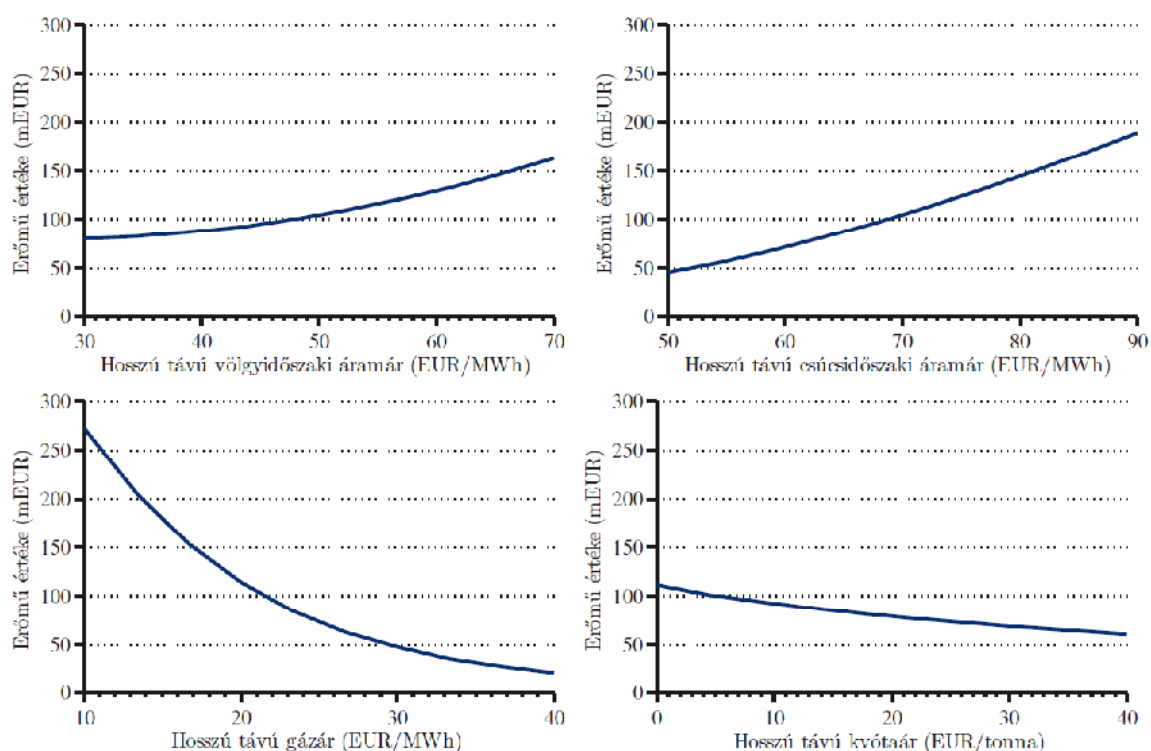 Erőmű értéke (mEUR)
300
250
200
150
100
50
0
30 40 50 60 70
Hosszú távú völgyidőszaki áramár (EUR/MWh)
Erőmű értéke (mEUR)
300
250
200
150
100
50
0
50 60 70 80 90
Hosszú távú csúcsidőszaki áramár (EUR/MWh)
Erőmű értéke (mEUR)
300
250
200
150
100
50
0
10 20 30 40
Hosszú távú gázár (EUR/MWh)
Erőmű értéke (mEUR)
300
250
200
150
100
50
0
0 10 20 30 40
Hosszú távú kvótaár (EUR/tonna)